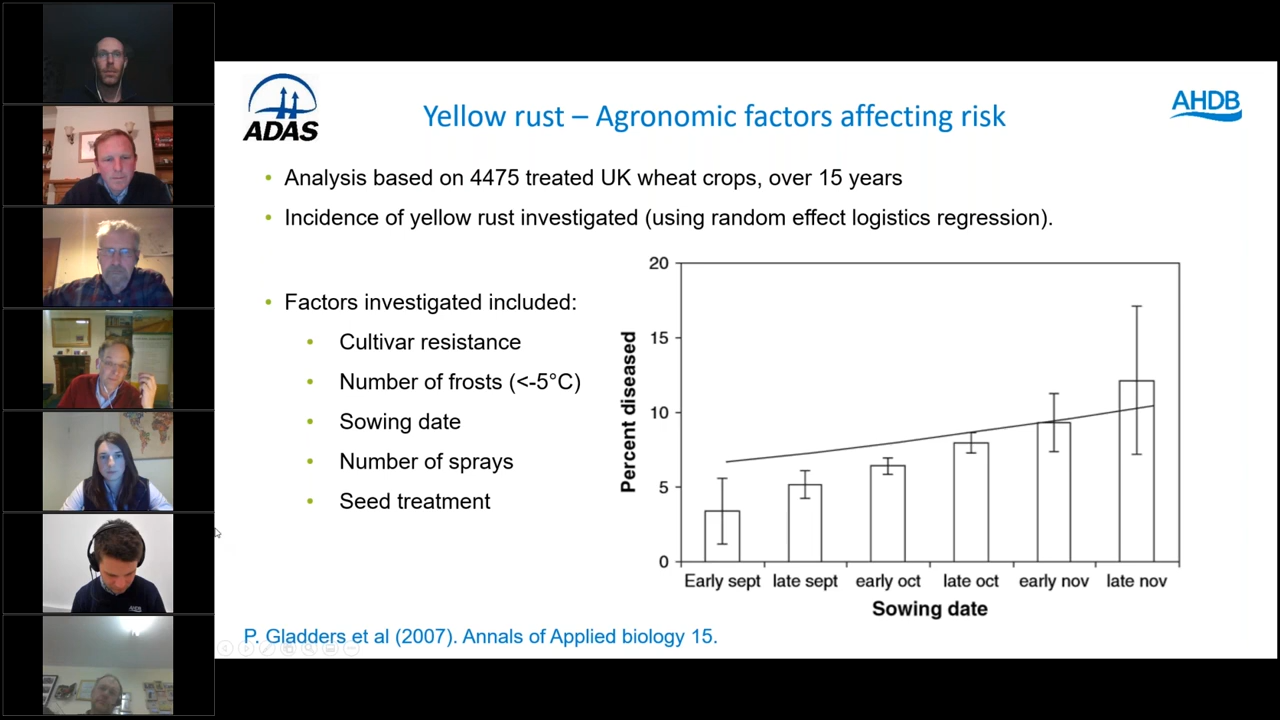 ADAS
Yellow rust – Agronomic factors affecting risk
AHDB
• Analysis based on 4475 treated UK wheat crops, over 15 years
• Incidence of yellow rust investigated (using random effect logistics regression).
• Factors investigated included:
• Cultivar resistance
• Number of frosts (<-5°C)
• Sowing date
• Number of sprays
• Seed treatment
Percent diseased
20
15
10
5
0
Early sept late sept early oct late oct early nov late nov
Sowing date
P. Gladders et al (2007). Annals of Applied biology 15.
AHDB